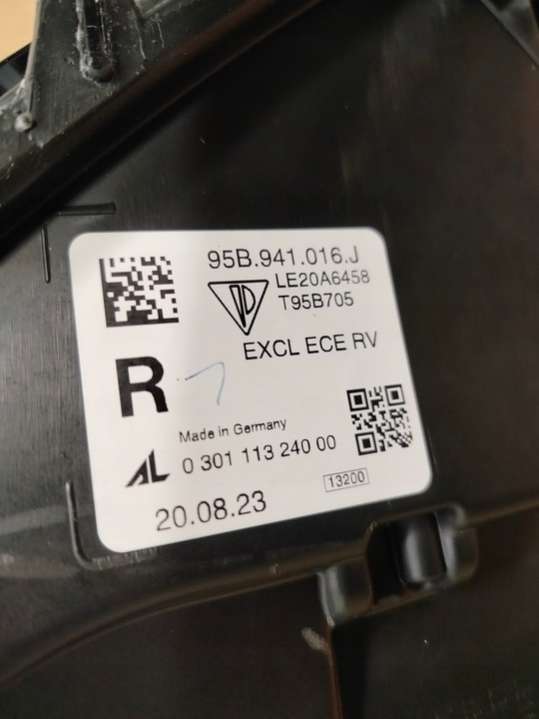 95B.941.016.J
LE20A6458
T95B705
EXCL ECE RV
R
Made in Germany
AL 0 301 113 240 00
13200
20.08.23